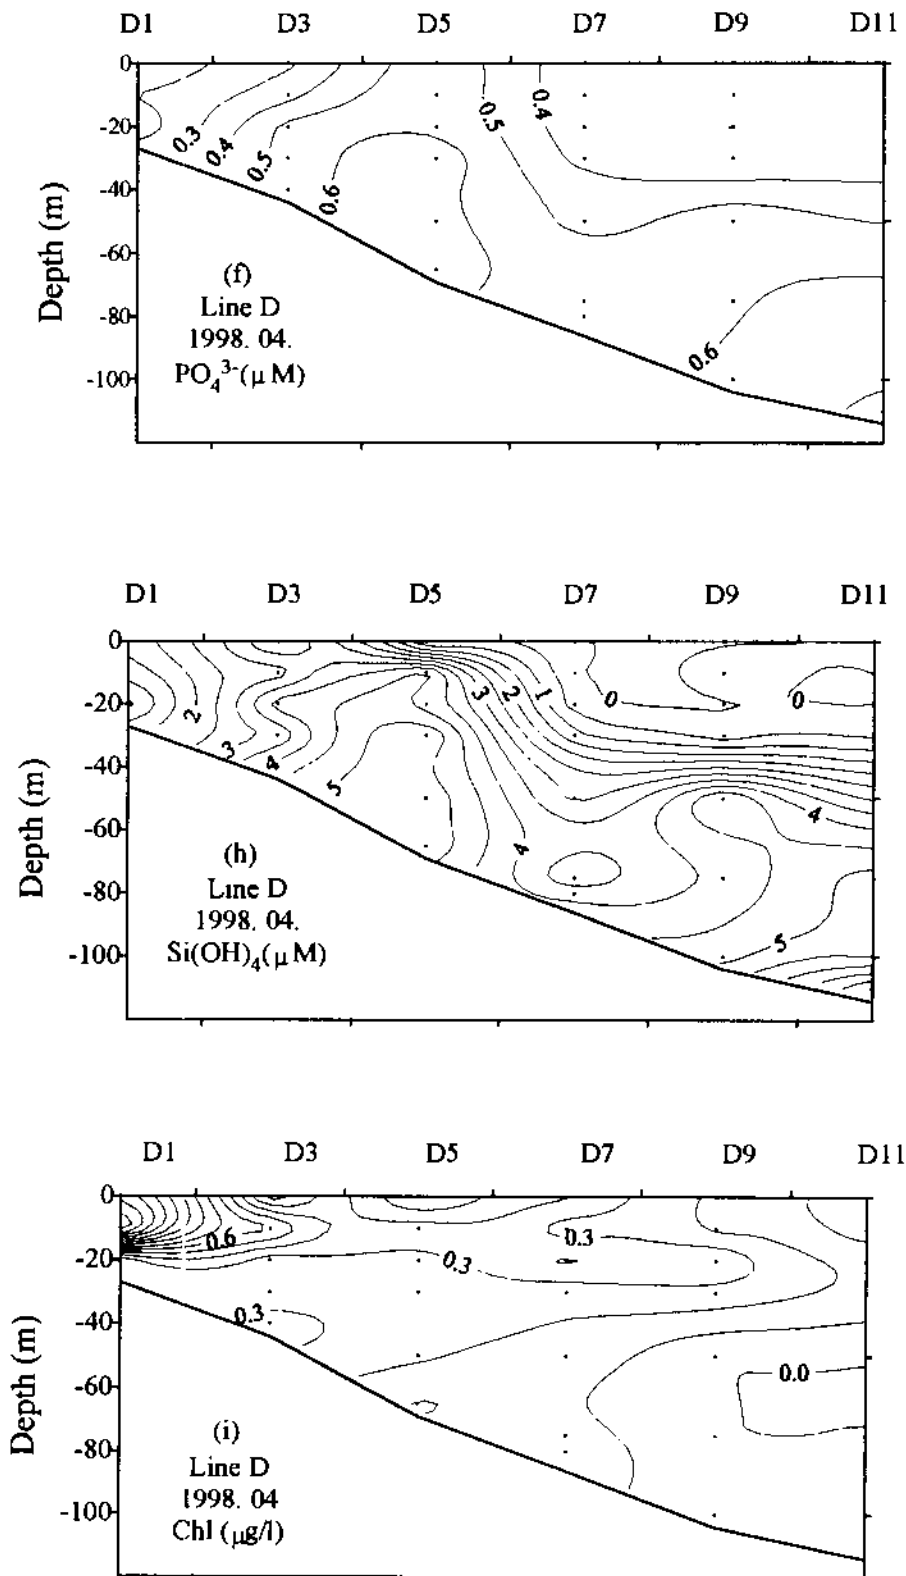 D1 D3 D5 D7 D9 D11
0
-20
-40
-60
-80
-100
Depth (m)
0.3 0.4 0.5 0.6 0.5 0.4 0.6
(f)
Line D
1998. 04.
PO₄³⁻(μM)
D1 D3 D5 D7 D9 D11
0
-20
-40
-60
-80
-100
Depth (m)
2 3 4 5 3 2 1 0 0 4 4 5
(h)
Line D
1998. 04.
Si(OH)₄(μM)
D1 D3 D5 D7 D9 D11
0
-20
-40
-60
-80
-100
Depth (m)
0.6 0.3 0.3 0.3 0.0
(i)
Line D
1998. 04
Chl (μg/l)